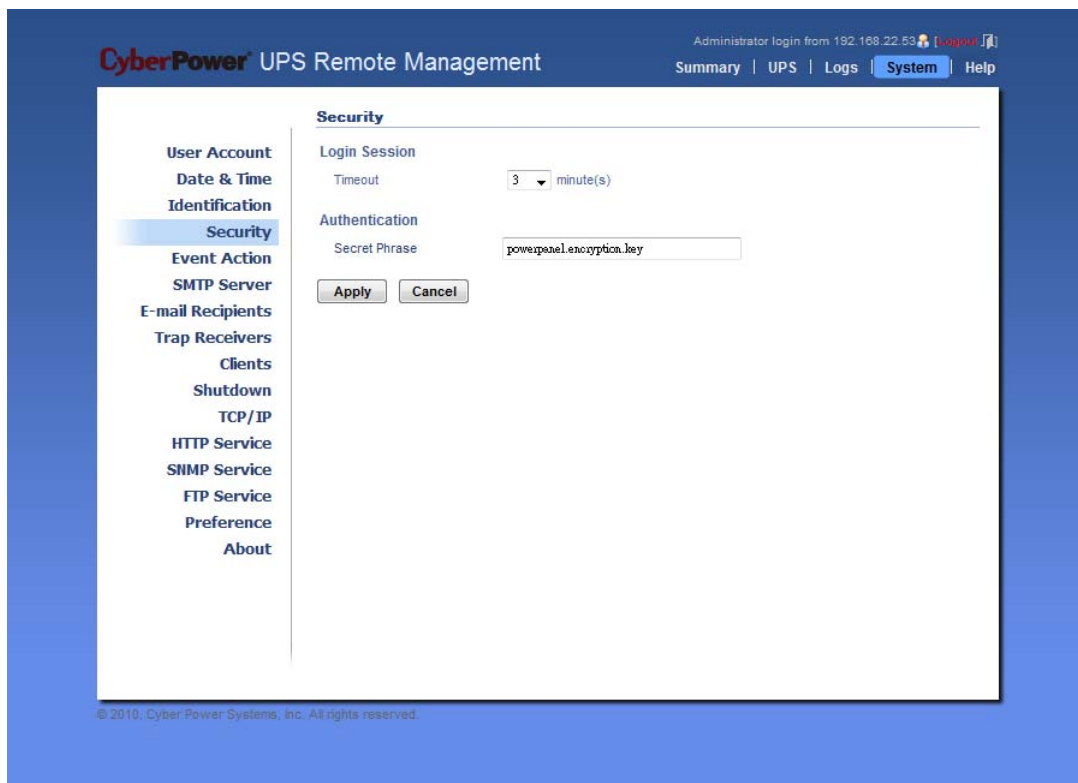 Administrator login from 192.168.22.53 [Logout]
CyberPower UPS Remote Management
Summary | UPS | Logs | System | Help
Security
User Account
Date & Time
Identification
Security
Event Action
SMTP Server
E-mail Recipients
Trap Receivers
Clients
Shutdown
TCP/IP
HTTP Service
SNMP Service
FTP Service
Preference
About
Login Session
Timeout 3 minute(s)
Authentication
Secret Phrase powerpanel.encryption.key
Apply Cancel
© 2010, Cyber Power Systems, Inc. All rights reserved.